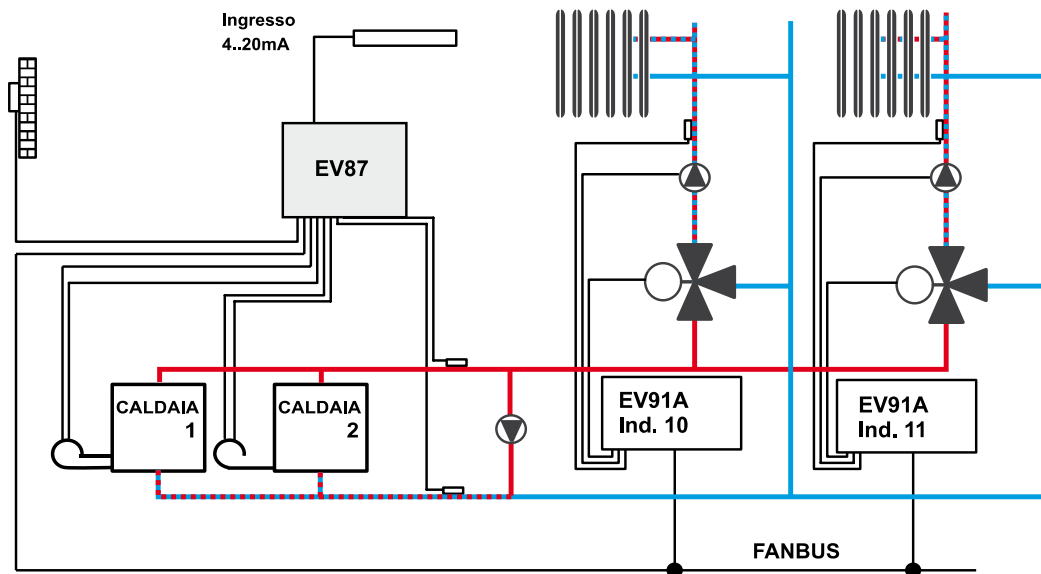 Ingresso
4..20mA
EV87
CALDAIA
1
CALDAIA
2
EV91A
Ind. 10
EV91A
Ind. 11
FANBUS